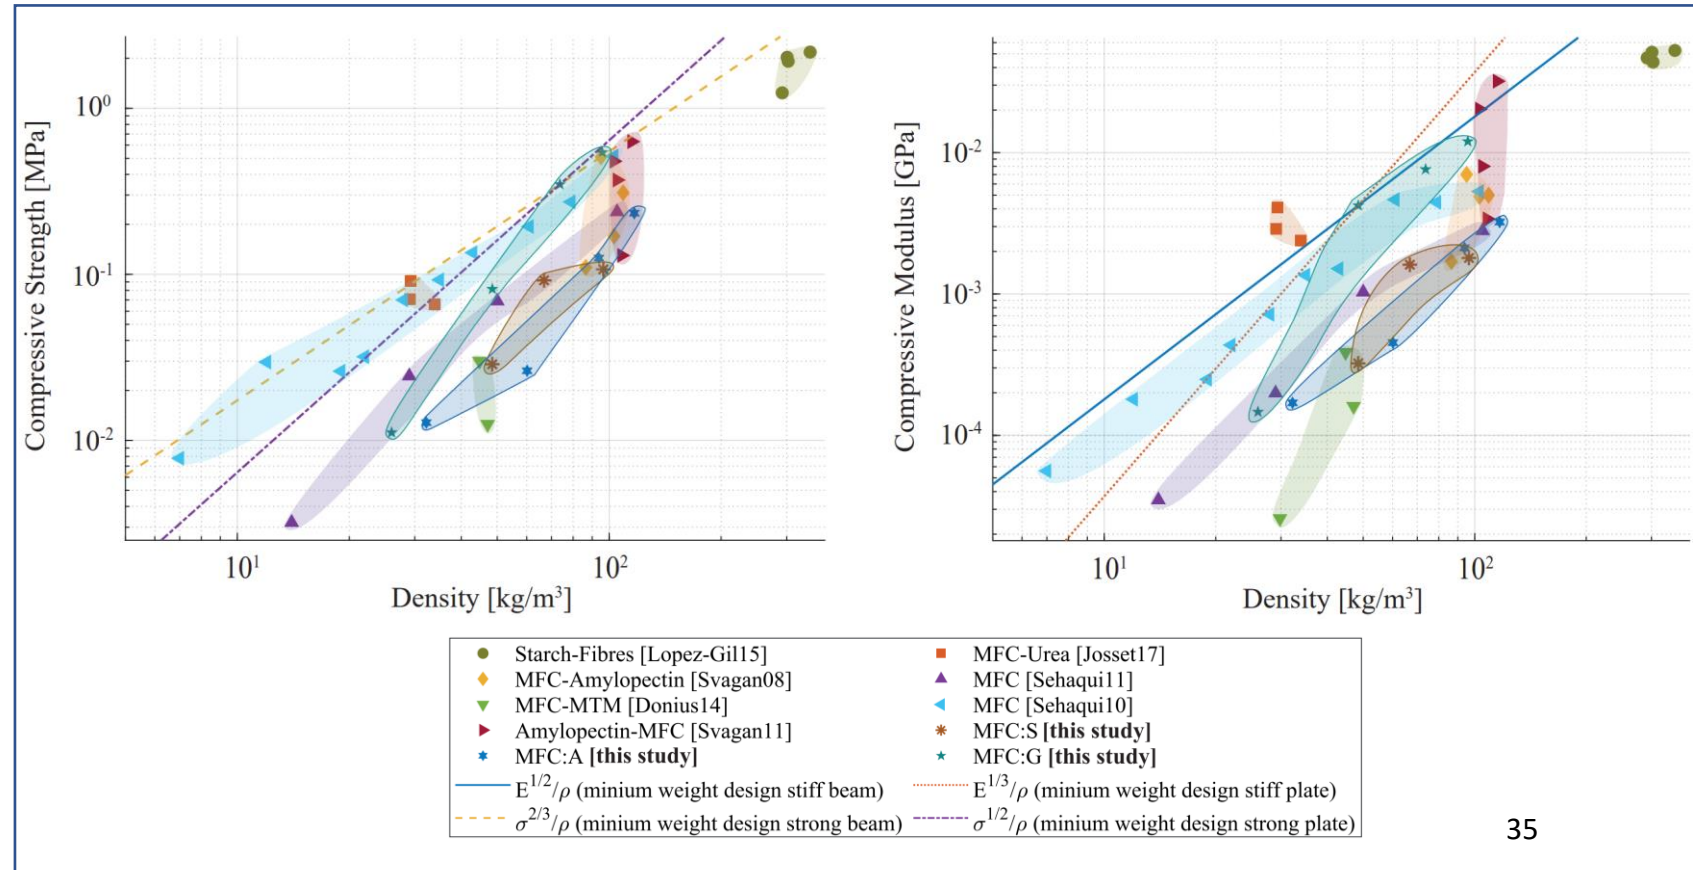 Compressive Strength [MPa]
10⁰
10⁻¹
10⁻²
10¹
10²
Density [kg/m³]
Compressive Modulus [GPa]
10⁻²
10⁻³
10⁻⁴
10¹
10²
Density [kg/m³]
Starch-Fibres [Lopez-Gil15]
MFC-Urea [Josset17]
MFC-Amylopectin [Svagan08]
MFC [Sehaqui11]
MFC-MTM [Donius14]
MFC [Sehaqui10]
Amylopectin-MFC [Svagan11]
MFC:S [this study]
MFC:A [this study]
MFC:G [this study]
E^1/2/ρ (minium weight design stiff beam)
E^1/3/ρ (minium weight design stiff plate)
σ^2/3/ρ (minium weight design strong beam)
σ^1/2/ρ (minium weight design strong plate)
35